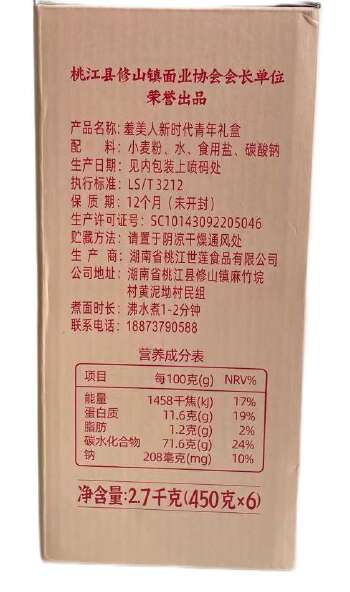 桃江县修山镇面业协会会长单位
荣誉出品
产品名称：羞美人新时代青年礼盒
配 料：小麦粉、水、食用盐、碳酸钠
生产日期：见内包装上喷码处
执行标准：LS/T3212
保 质 期：12个月（未开封）
生产许可证号：SC10143092205046
贮藏方法：请置于阴凉干燥通风处
生 产 商：湖南省桃江世莲食品有限公司
公司地址：湖南省桃江县修山镇麻竹垸
村黄泥坳村民组
煮面时长：沸水煮1-2分钟
联系电话：18873790588
营养成分表
项目 每100克(g) NRV%
能量 1458千焦(kJ) 17%
蛋白质 11.6克(g) 19%
脂肪 1.2克(g) 2%
碳水化合物 71.6克(g) 24%
钠 208毫克(mg) 10%
净含量:2.7千克(450克×6)